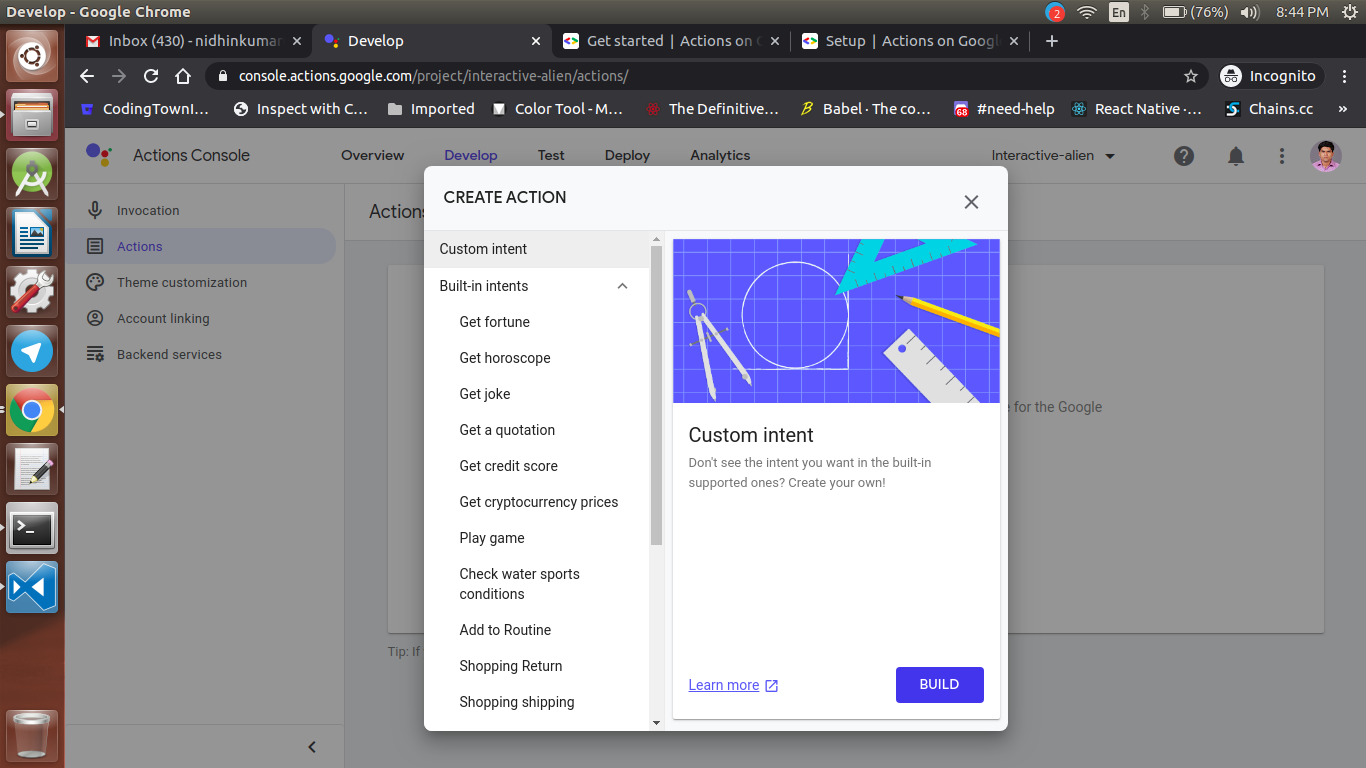 Develop - Google Chrome
2
En
(76%)
8:44 PM
Inbox (430) - nidhinkumar
Develop
Get started | Actions on G
Setup | Actions on Google
console.actions.google.com/project/interactive-alien/actions/
Incognito
CodingTownI...
Inspect with C...
Imported
Color Tool - M...
The Definitive...
Babel · The co...
68
#need-help
React Native ·...
Chains.cc
»
Actions Console
Overview
Develop
Test
Deploy
Analytics
Interactive-alien
Invocation
Actions
Theme customization
Account linking
Backend services
Actions
for the Google
Tip: If
CREATE ACTION
Custom intent
Built-in intents
Get fortune
Get horoscope
Get joke
Get a quotation
Get credit score
Get cryptocurrency prices
Play game
Check water sports
conditions
Add to Routine
Shopping Return
Shopping shipping
Custom intent
Don't see the intent you want in the built-in
supported ones? Create your own!
Learn more
BUILD